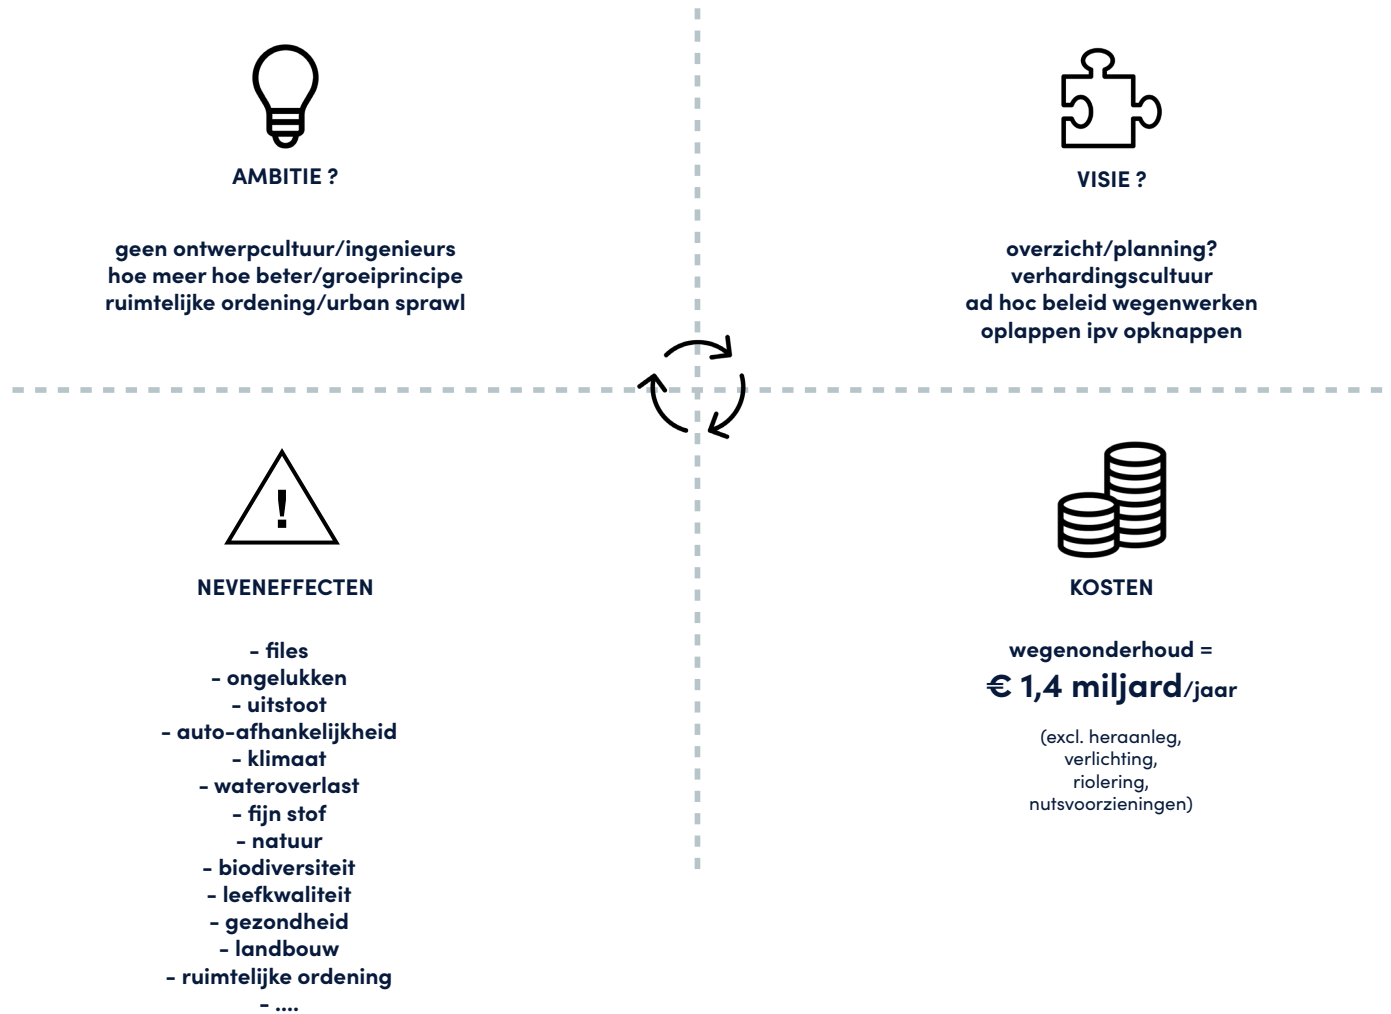 AMBITIE ?
geen ontwerpcultuur/ingenieurs
hoe meer hoe beter/groeiprincipe
ruimtelijke ordening/urban sprawl
VISIE ?
overzicht/planning?
verhardingscultuur
ad hoc beleid wegenwerken
oplappen ipv opknappen
!
NEVENEFFECTEN
- files
- ongelukken
- uitstoot
- auto-afhankelijkheid
- klimaat
- wateroverlast
- fijn stof
- natuur
- biodiversiteit
- leefkwaliteit
- gezondheid
- landbouw
- ruimtelijke ordening
- ....
KOSTEN
wegenonderhoud =
€ 1,4 miljard/jaar
(excl. heraanleg,
verlichting,
riolering,
nutsvoorzieningen)